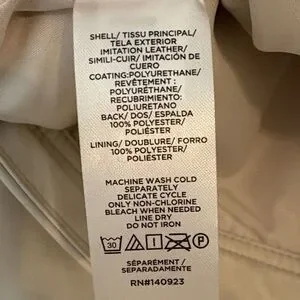 SHELL/ TISSU PRINCIPAL/
TELA EXTERIOR
IMITATION LEATHER/
SIMILI-CUIR/ IMITACIÓN DE
CUERO
COATING:POLYURETHANE/
REVÊTEMENT :
POLYURÉTHANE/
RECUBRIMIENTO:
POLIURETANO
BACK/ DOS/ ESPALDA
100% POLYESTER/
POLIÉSTER
LINING/ DOUBLURE/ FORRO
100% POLYESTER/
POLIÉSTER
MACHINE WASH COLD
SEPARATELY
DELICATE CYCLE
ONLY NON-CHLORINE
BLEACH WHEN NEEDED
LINE DRY
DO NOT IRON
30
SÉPARÉMENT/
SEPARADAMENTE
RN#140923